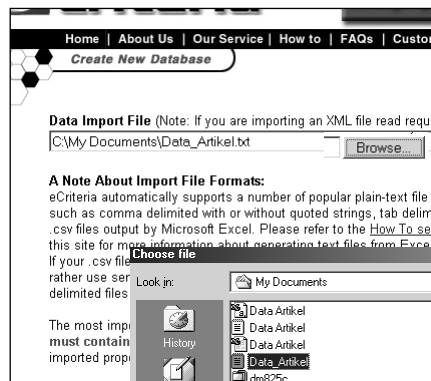 Home | About Us | Our Service | How to | FAQs | Custo
Create New Database
Data Import File (Note: If you are importing an XML file read requ
C:\My Documents\Data_Artikel.txt
Browse...
A Note About Import File Formats:
eCriteria automatically supports a number of popular plain-text file
such as comma delimited with or without quoted strings, tab delim
.csv files output by Microsoft Excel. Please refer to the How To se
this site for more information about generating text files from Exce
If your .csv file
rather use ser
delimited files
The most impo
must contain
imported prop
Choose file
Look in:
My Documents
History
Data Artikel
Data Artikel
Data Artikel
Data_Artikel
dm825c